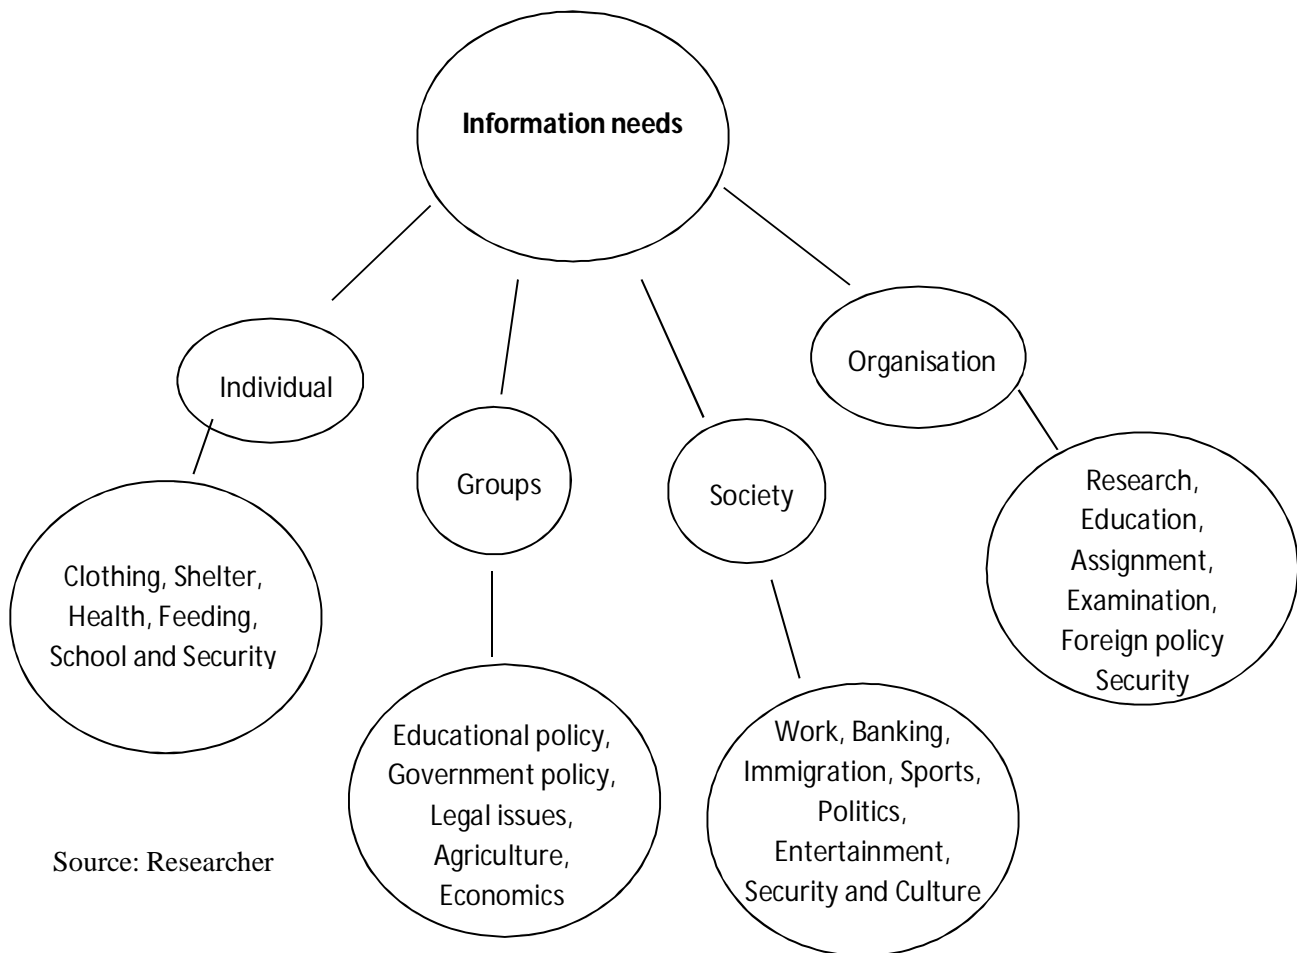 Information needs
Individual
Groups
Society
Organisation
Clothing, Shelter,
Health, Feeding,
School and Security
Educational policy,
Government policy,
Legal issues,
Agriculture,
Economics
Work, Banking,
Immigration, Sports,
Politics,
Entertainment,
Security and Culture
Research,
Education,
Assignment,
Examination,
Foreign policy
Security
Source: Researcher